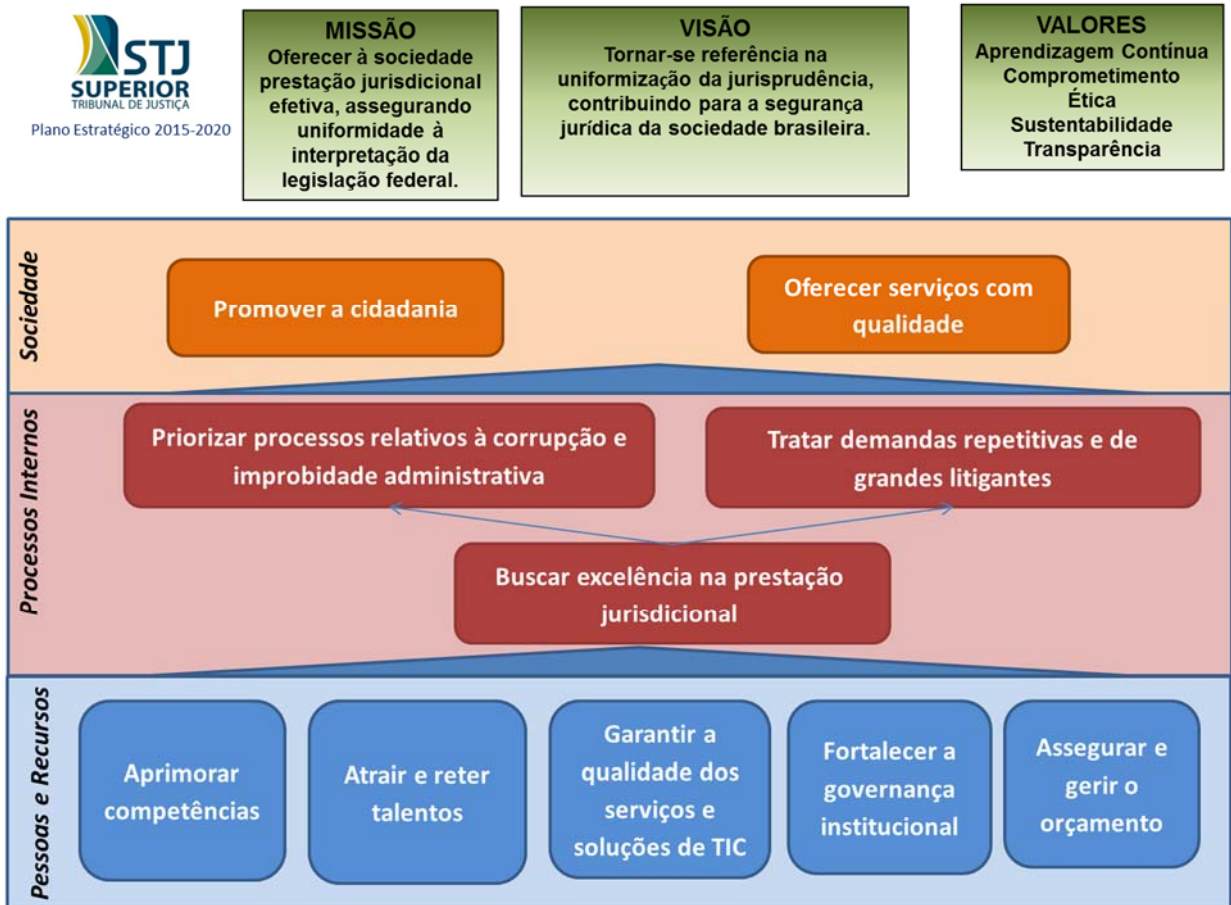 STJ
SUPERIOR
TRIBUNAL DE JUSTIÇA
Plano Estratégico 2015-2020
MISSÃO
Oferecer à sociedade
prestação jurisdicional
efetiva, assegurando
uniformidade à
interpretação da
legislação federal.
VISÃO
Tornar-se referência na
uniformização da jurisprudência,
contribuindo para a segurança
jurídica da sociedade brasileira.
VALORES
Aprendizagem Contínua
Comprometimento
Ética
Sustentabilidade
Transparência
Sociedade
Promover a cidadania
Oferecer serviços com
qualidade
Processos Internos
Priorizar processos relativos à corrupção e
improbidade administrativa
Tratar demandas repetitivas e de
grandes litigantes
Buscar excelência na prestação
jurisdicional
Pessoas e Recursos
Aprimorar
competências
Atrair e reter
talentos
Garantir a
qualidade dos
serviços e
soluções de TIC
Fortalecer a
governança
institucional
Assegurar e
gerir o
orçamento